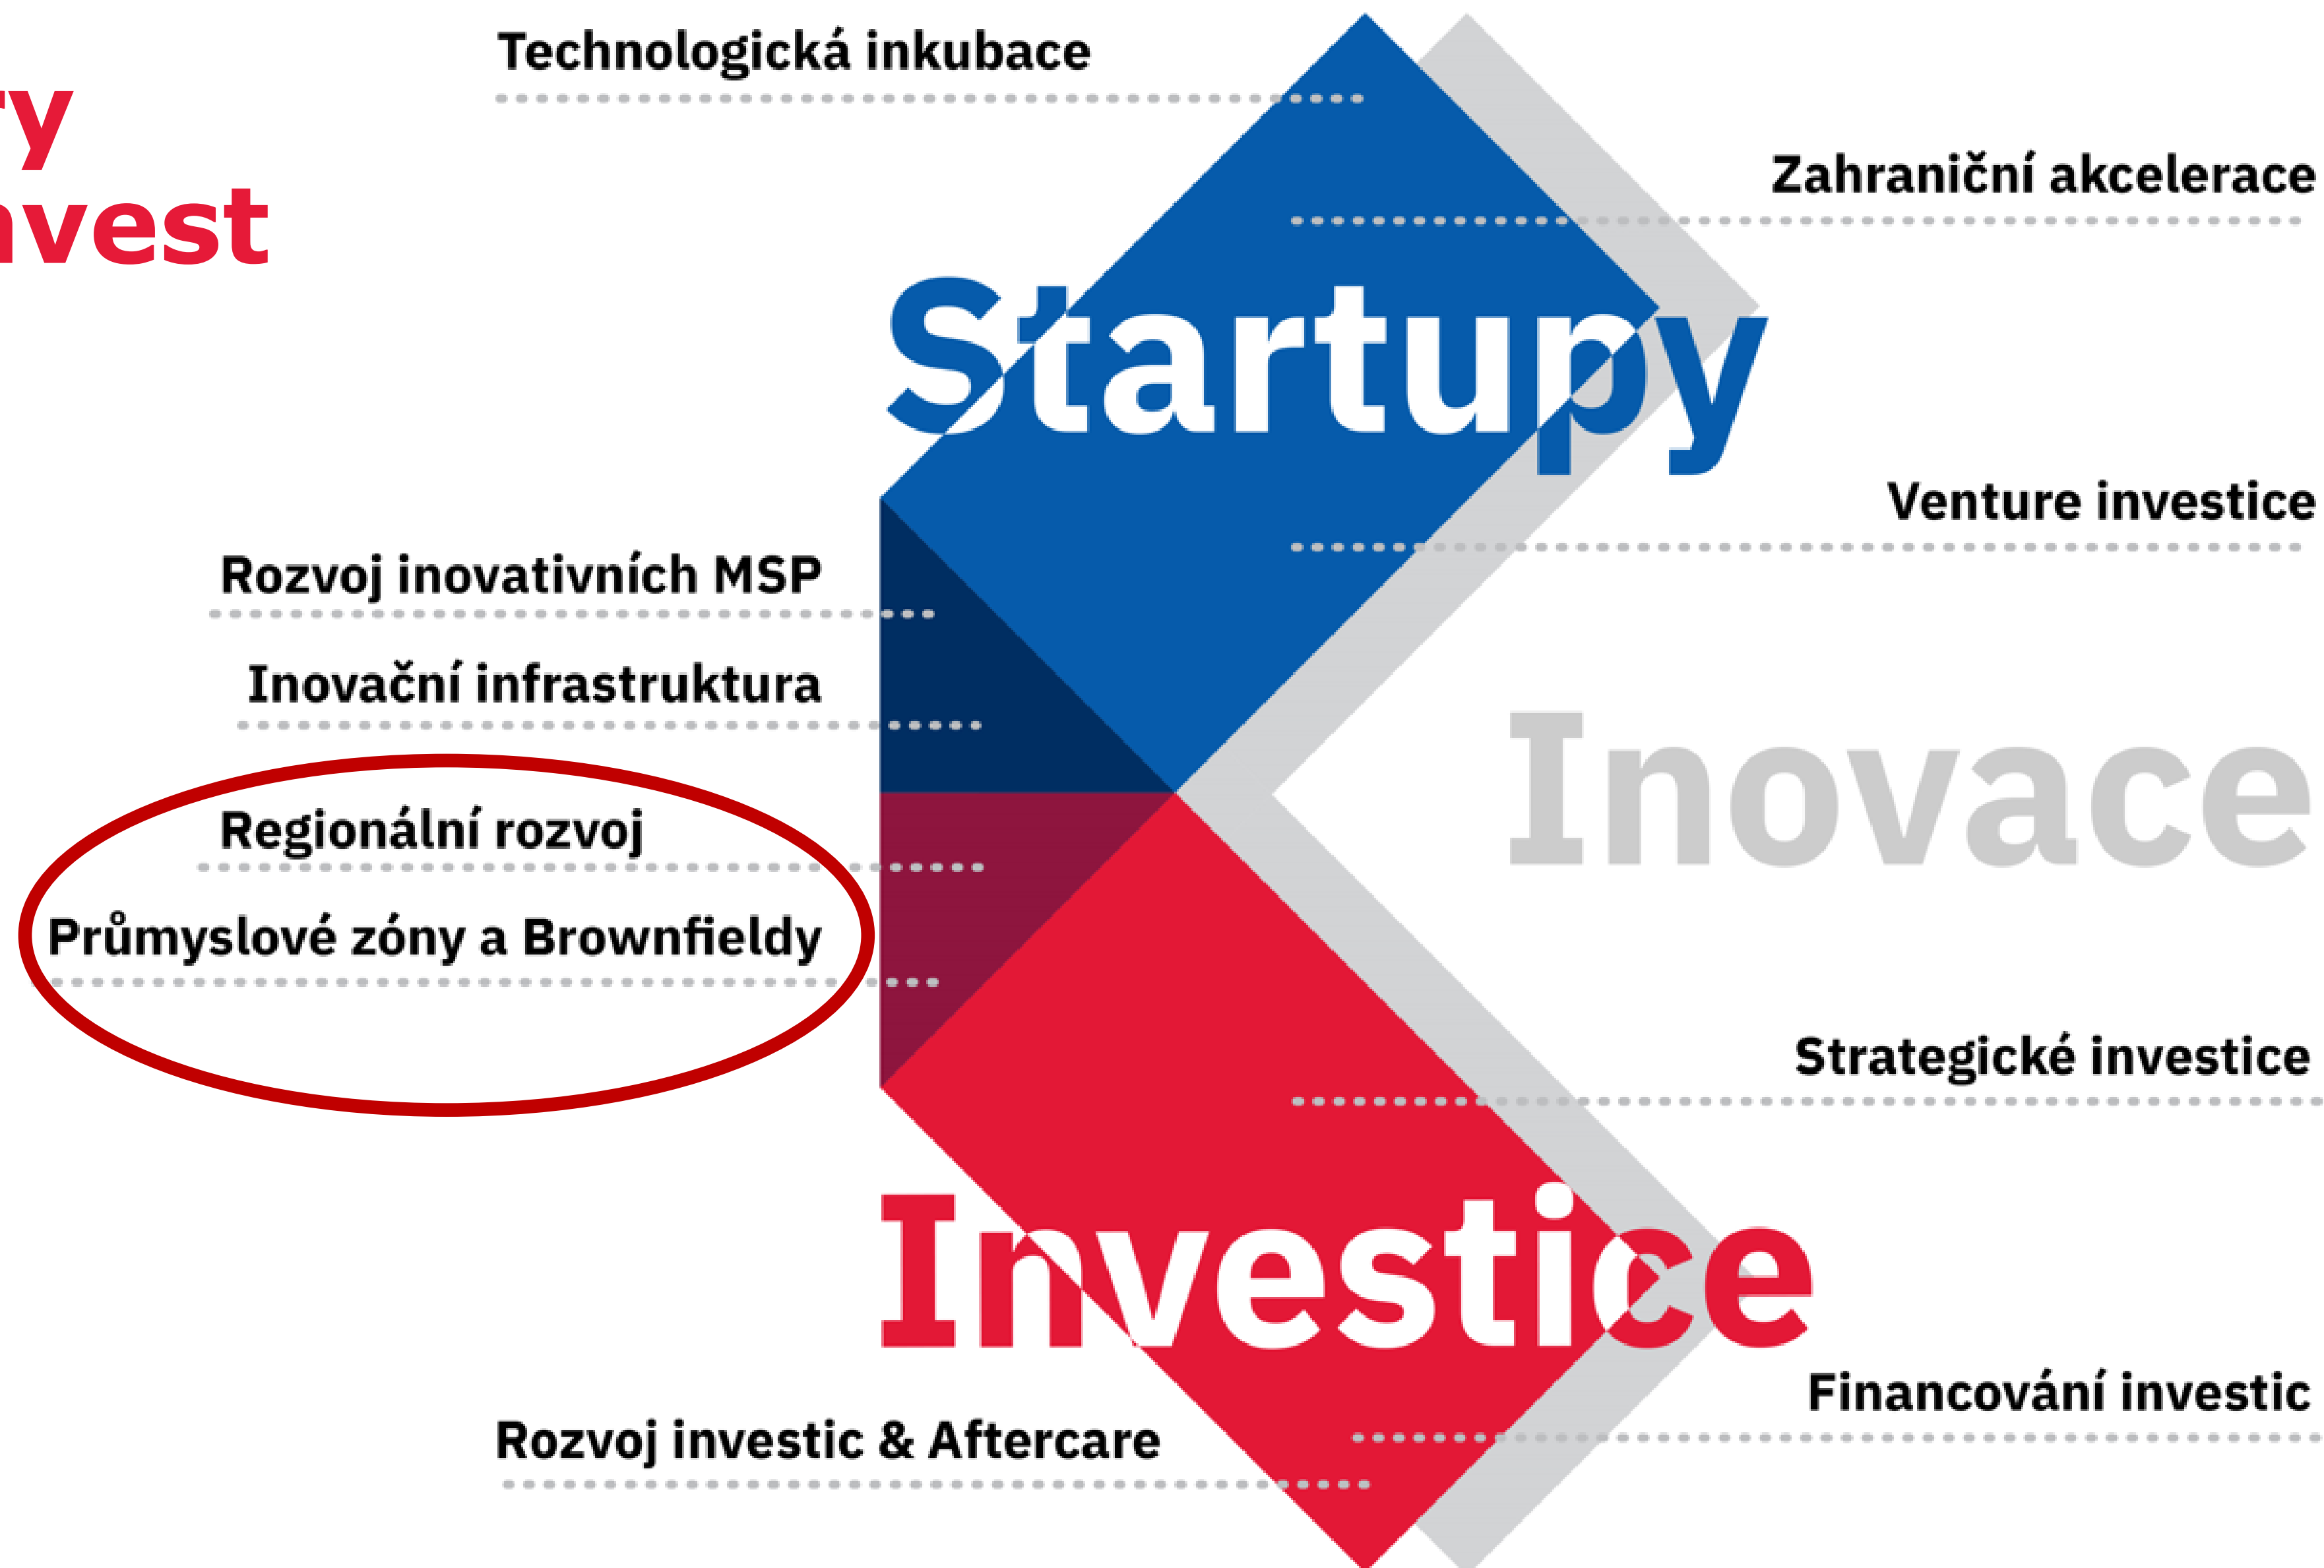 Technologická inkubace
y
vest
Zahraniční akcelerace
Startupy
Venture investice
Rozvoj inovativních MSP
Inovační infrastruktura
Inovace
Regionální rozvoj
Průmyslové zóny a Brownfieldy
Strategické investice
Investice
Financování investic
Rozvoj investic & Aftercare